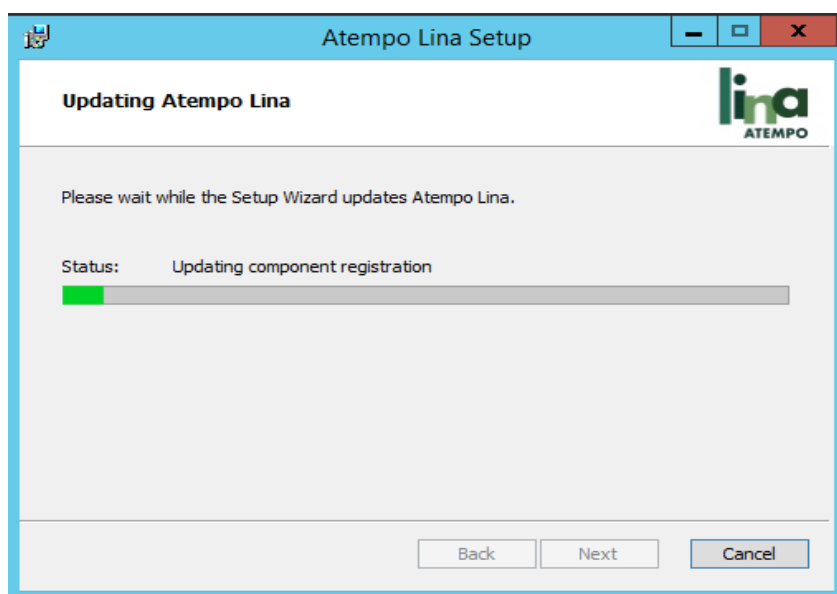 Atempo Lina Setup
Updating Atempo Lina
lina
ATEMPO
Please wait while the Setup Wizard updates Atempo Lina.
Status: Updating component registration
Back Next Cancel